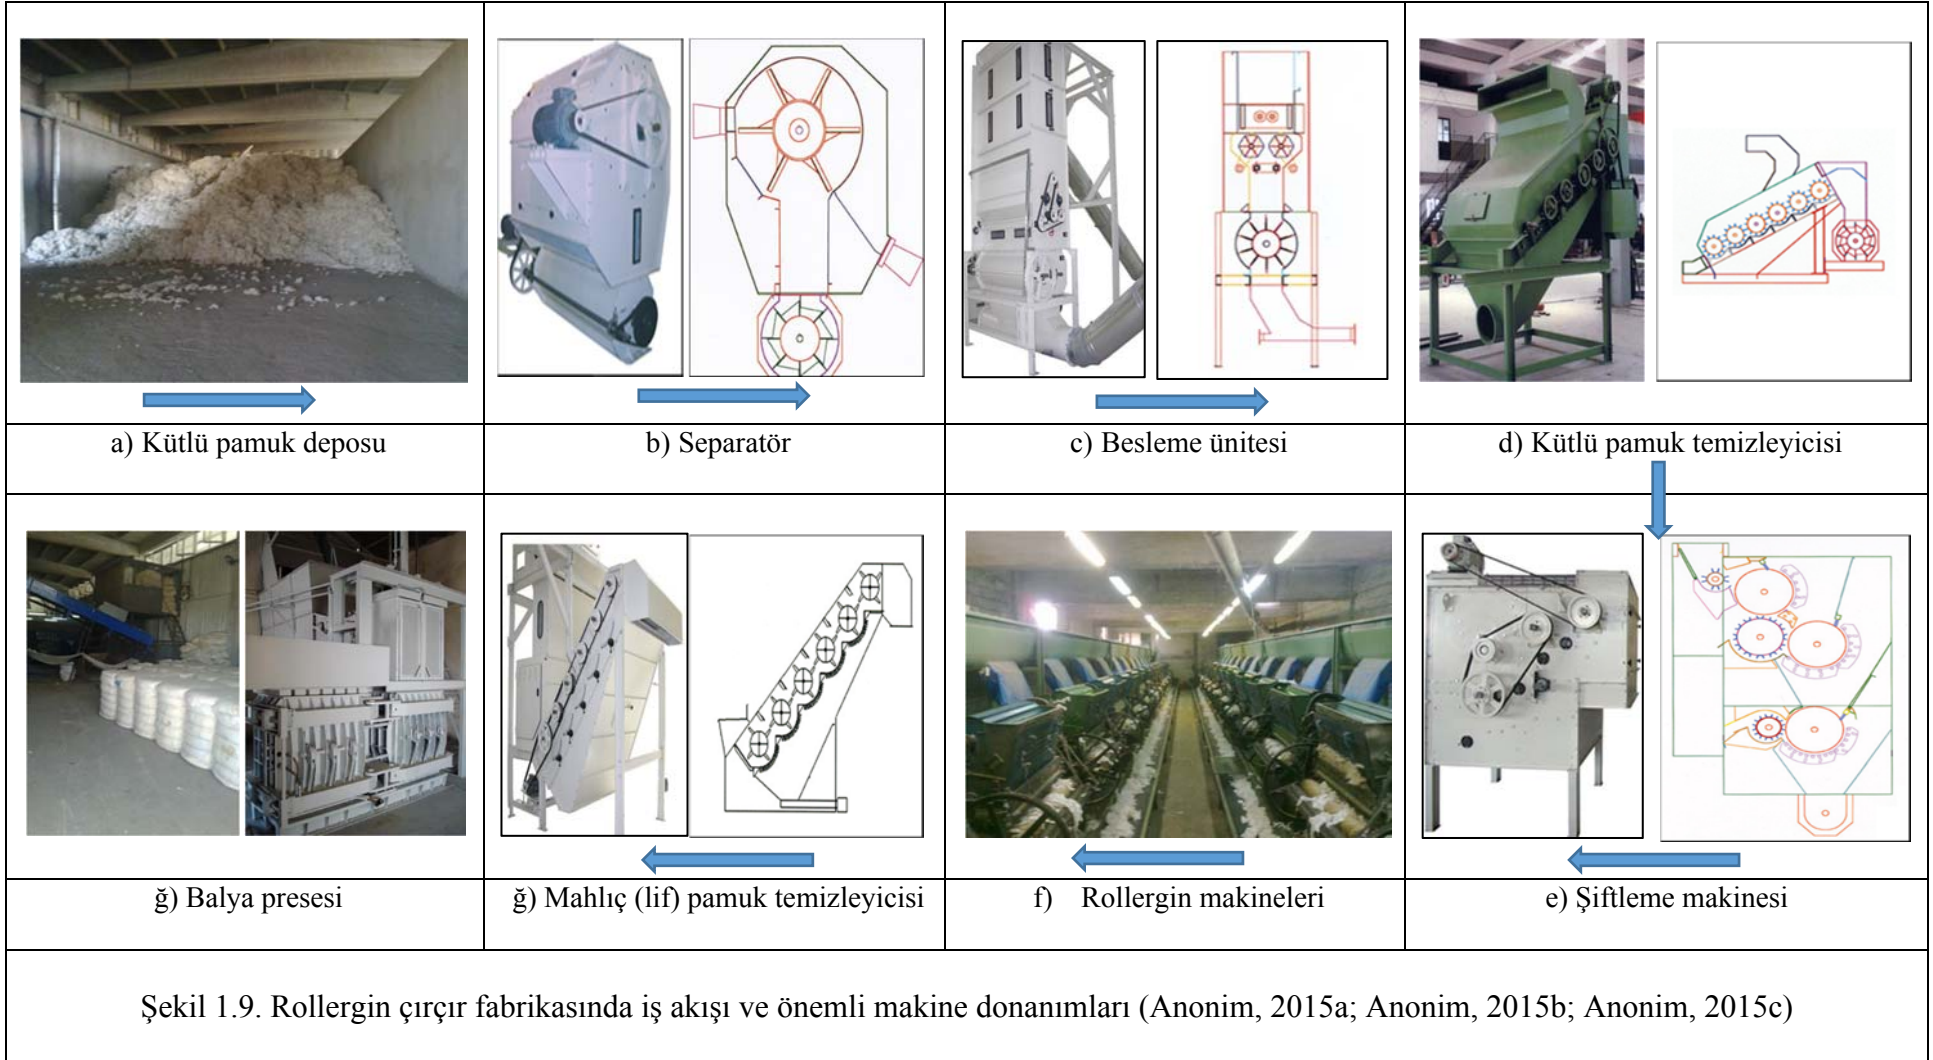 a) Kütlü pamuk deposu
b) Separatör
c) Besleme ünitesi
d) Kütlü pamuk temizleyicisi
ğ) Balya presesi
ğ) Mahlıç (lif) pamuk temizleyicisi
f) Rollergin makineleri
e) Şiftleme makinesi
Şekil 1.9. Rollergin çırçır fabrikasında iş akışı ve önemli makine donanımları (Anonim, 2015a; Anonim, 2015b; Anonim, 2015c)